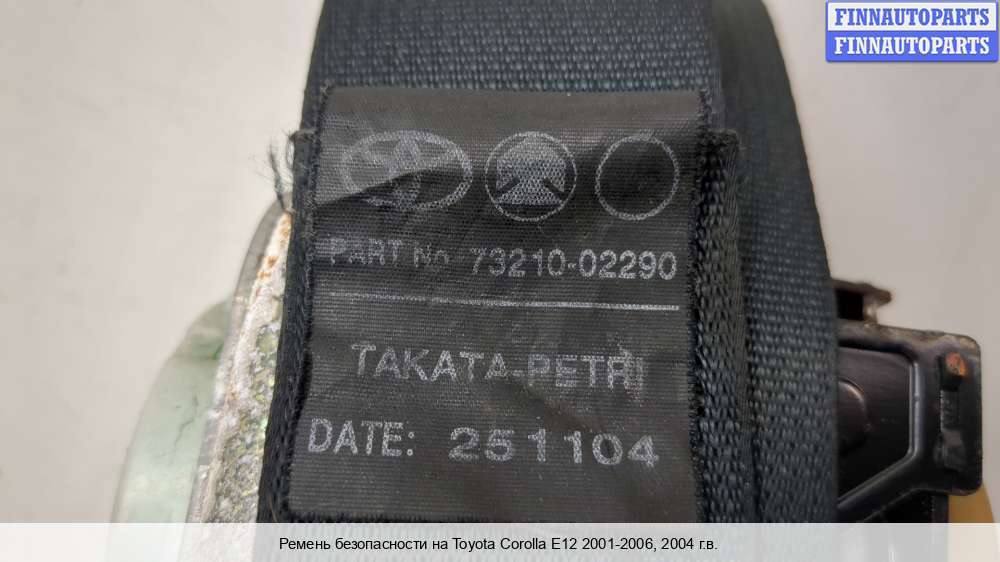 FINNAUTOPARTS
FINNAUTOPARTS
PART No. 73210-02290
TAKATA-PETRI
DATE: 251104
Ремень безопасности на Toyota Corolla E12 2001-2006, 2004 г.в.